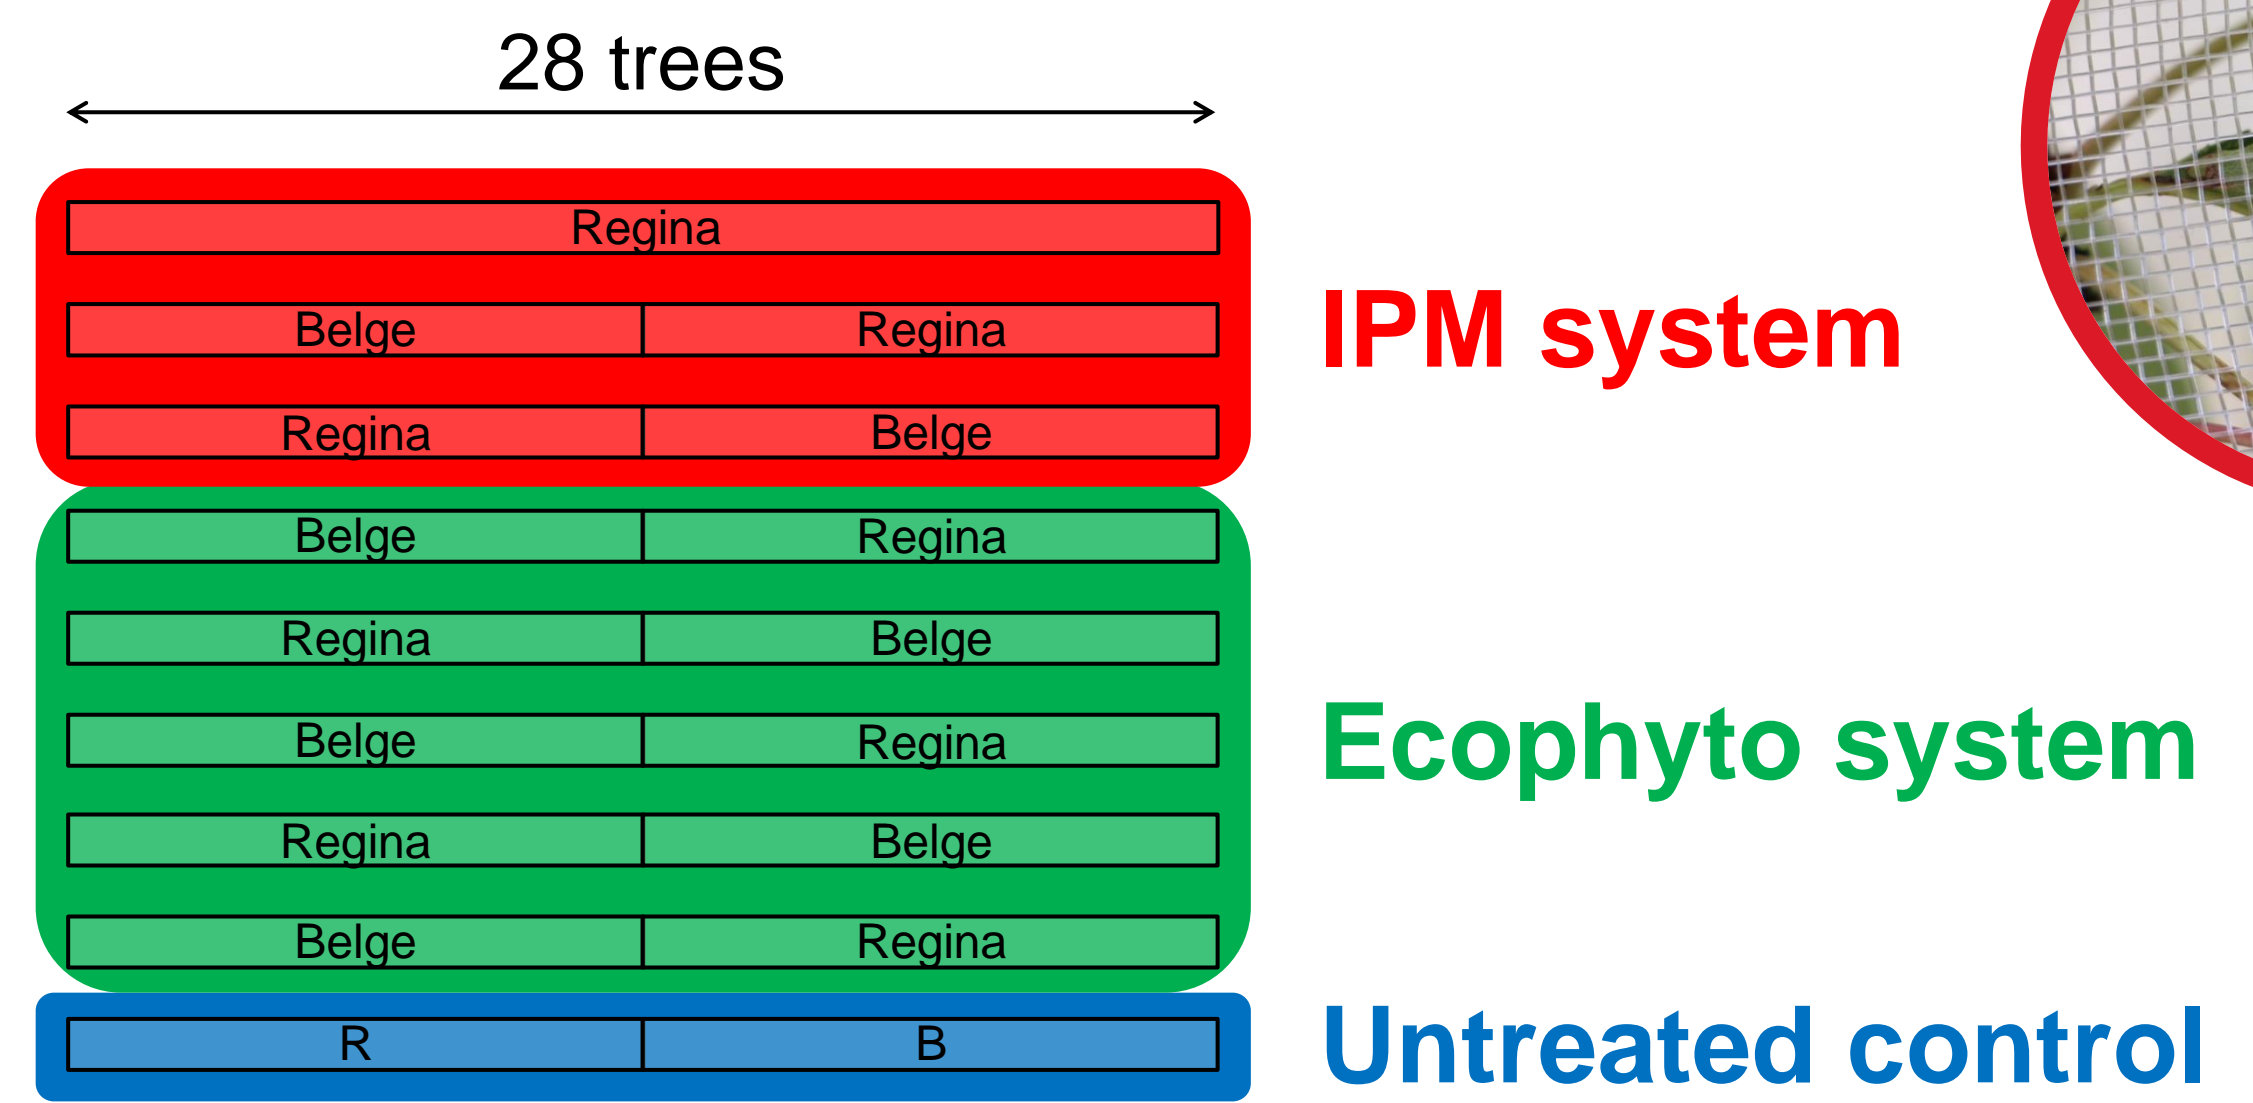 28 trees
Regina
Belge Regina
IPM system
Regina Belge
Belge Regina
Regina Belge
Belge Regina
Ecophyto system
Regina Belge
Belge Regina
R B
Untreated control